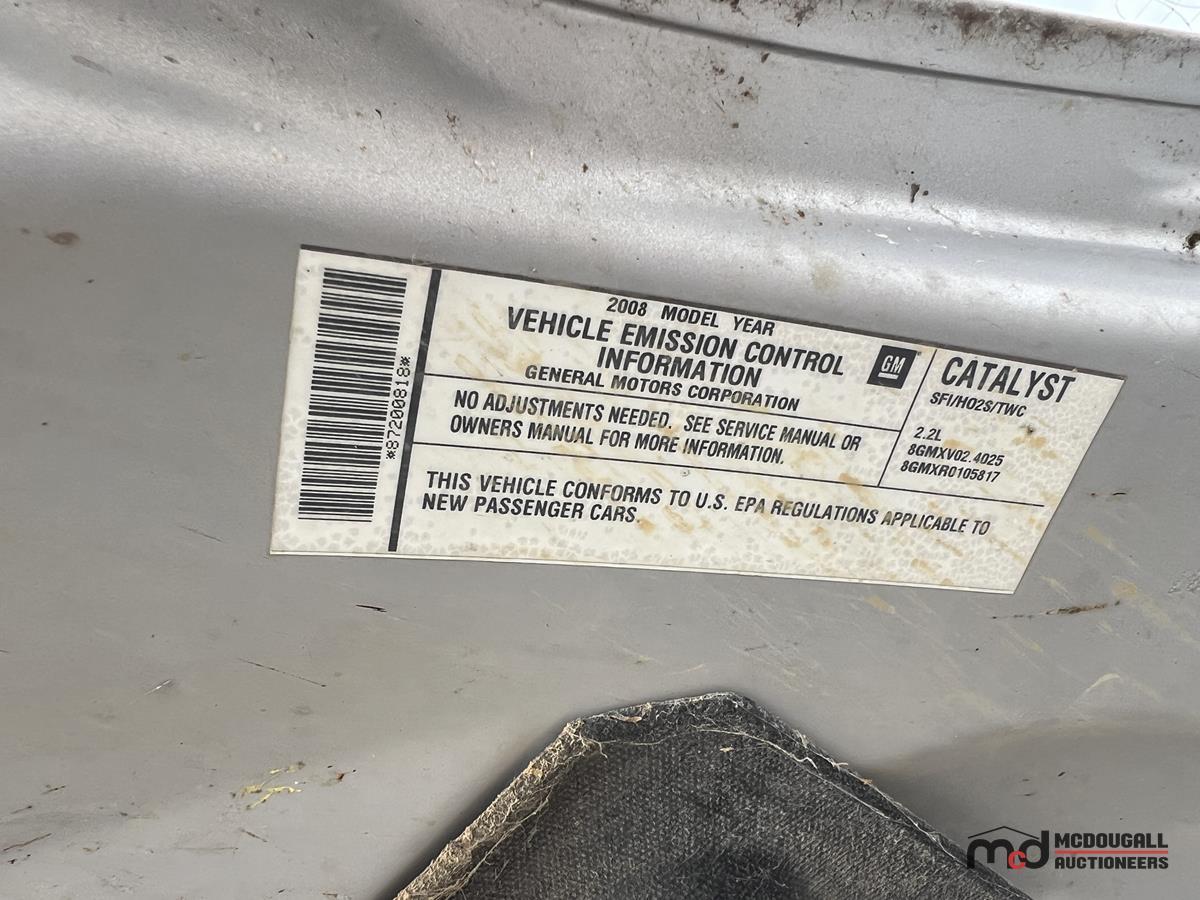 2008 MODEL YEAR
VEHICLE EMISSION CONTROL
INFORMATION
GENERAL MOTORS CORPORATION
GM
NO ADJUSTMENTS NEEDED. SEE SERVICE MANUAL OR
OWNERS MANUAL FOR MORE INFORMATION.
CATALYST
SFI/HO2S/TWC
2.2L
8GMXV02.4025
8GMXR0105817
THIS VEHICLE CONFORMS TO U.S. EPA REGULATIONS APPLICABLE TO
NEW PASSENGER CARS.
*87200818*
mcd
MCDOUGALL
AUCTIONEERS